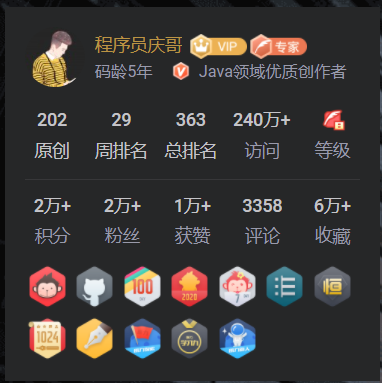 程序员庆哥 VIP 专家
码龄5年 Java领域优质创作者
202 29 363 240万+
原创 周排名 总排名 访问 等级
2万+ 2万+ 1万+ 3358 6万+
积分 粉丝 获赞 评论 收藏
100
2020
1024